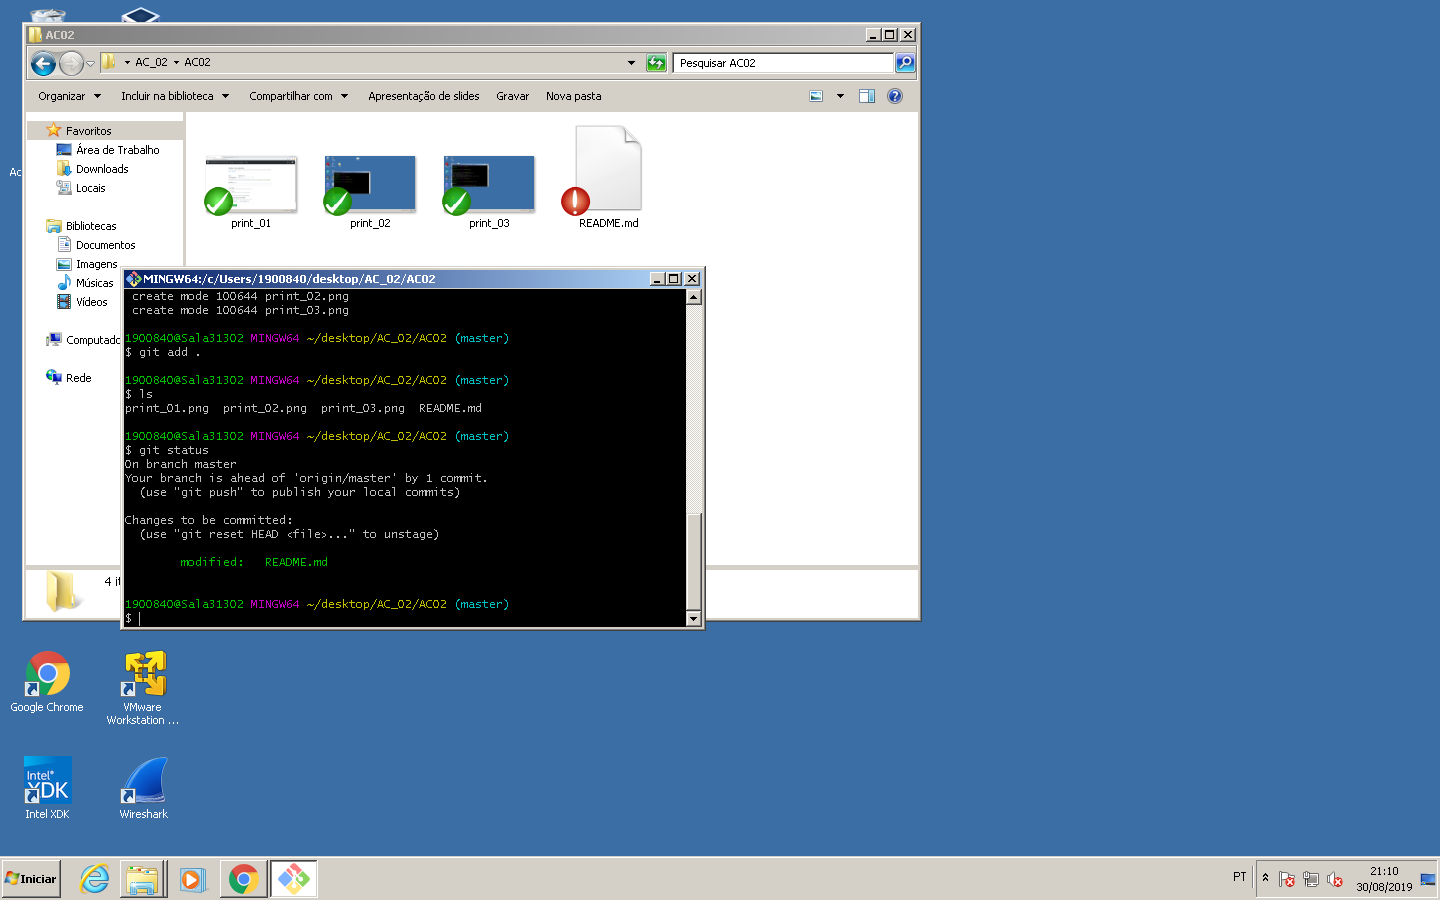 AC02
AC_02 AC02
Pesquisar AC02
Organizar Incluir na biblioteca Compartilhar com Apresentação de slides Gravar Nova pasta
Favoritos
Área de Trabalho
Downloads
Locais
Bibliotecas
Documentos
Imagens
Músicas
Vídeos
Computado
Rede
print_01
print_02
print_03
README.md
4 it
MINGW64:/c/Users/1900840/desktop/AC_02/AC02
create mode 100644 print_02.png
create mode 100644 print_03.png
1900840@Sala31302 MINGW64 ~/desktop/AC_02/AC02 (master)
$ git add .
1900840@Sala31302 MINGW64 ~/desktop/AC_02/AC02 (master)
$ ls
print_01.png print_02.png print_03.png README.md
1900840@Sala31302 MINGW64 ~/desktop/AC_02/AC02 (master)
$ git status
On branch master
Your branch is ahead of 'origin/master' by 1 commit.
(use "git push" to publish your local commits)
Changes to be committed:
(use "git reset HEAD <file>..." to unstage)
modified: README.md
1900840@Sala31302 MINGW64 ~/desktop/AC_02/AC02 (master)
$
Ac
Google Chrome
VMware
Workstation ...
Intel
XDK
Intel XDK
Wireshark
Iniciar
PT
21:10
30/08/2019